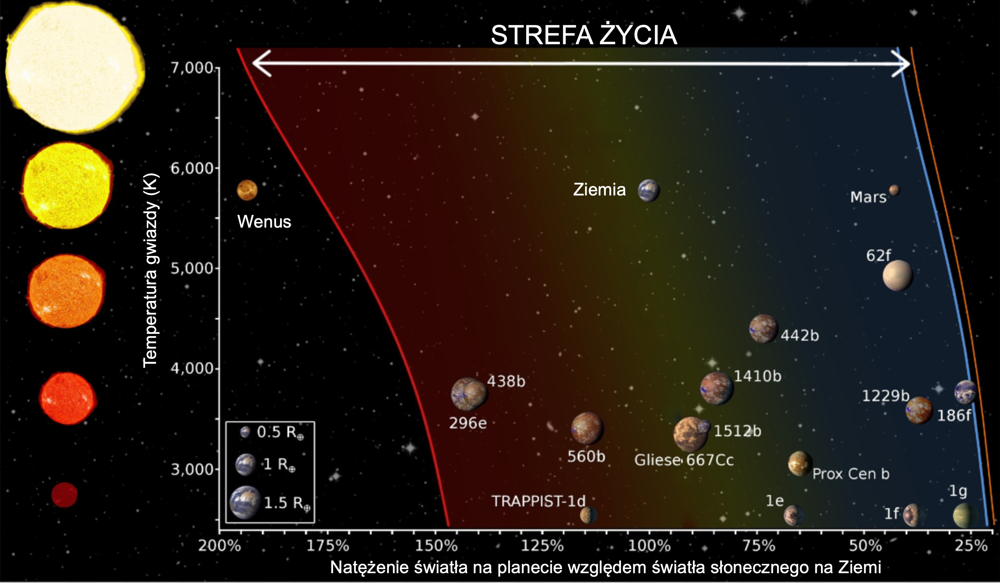 STREFA ŻYCIA
Temperatura gwiazdy (K)
7,000
6,000
5,000
4,000
3,000
Wenus
Ziemia
Mars
62f
442b
1410b
438b
296e
560b
1229b
186f
1512b
Gliese 667Cc
Prox Cen b
TRAPPIST-1d
1e
1f
1g
0.5 R⊕
1 R⊕
1.5 R⊕
200% 175% 150% 125% 100% 75% 50% 25%
Natężenie światła na planecie względem światła słonecznego na Ziemi